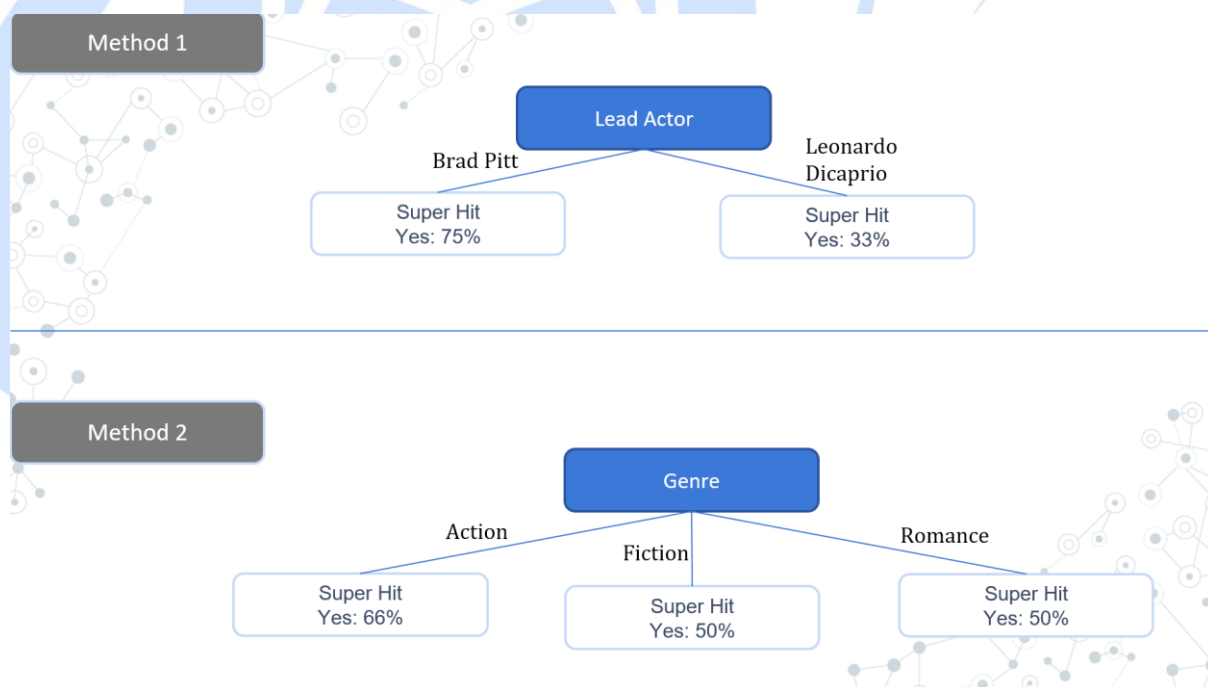 Method 1
Lead Actor
Brad Pitt
Leonardo
Dicaprio
Super Hit
Yes: 75%
Super Hit
Yes: 33%
Method 2
Genre
Action
Fiction
Romance
Super Hit
Yes: 66%
Super Hit
Yes: 50%
Super Hit
Yes: 50%